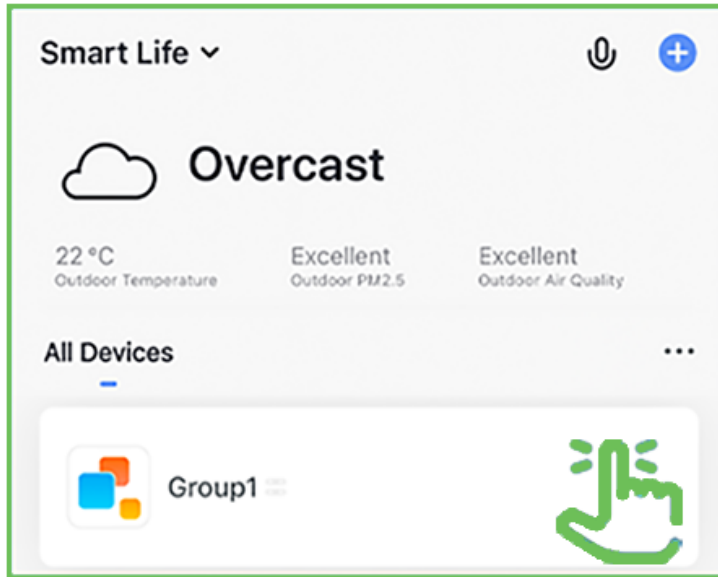 Smart Life
Overcast
22 °C Excellent Excellent
Outdoor Temperature Outdoor PM2.5 Outdoor Air Quality
All Devices
Group1